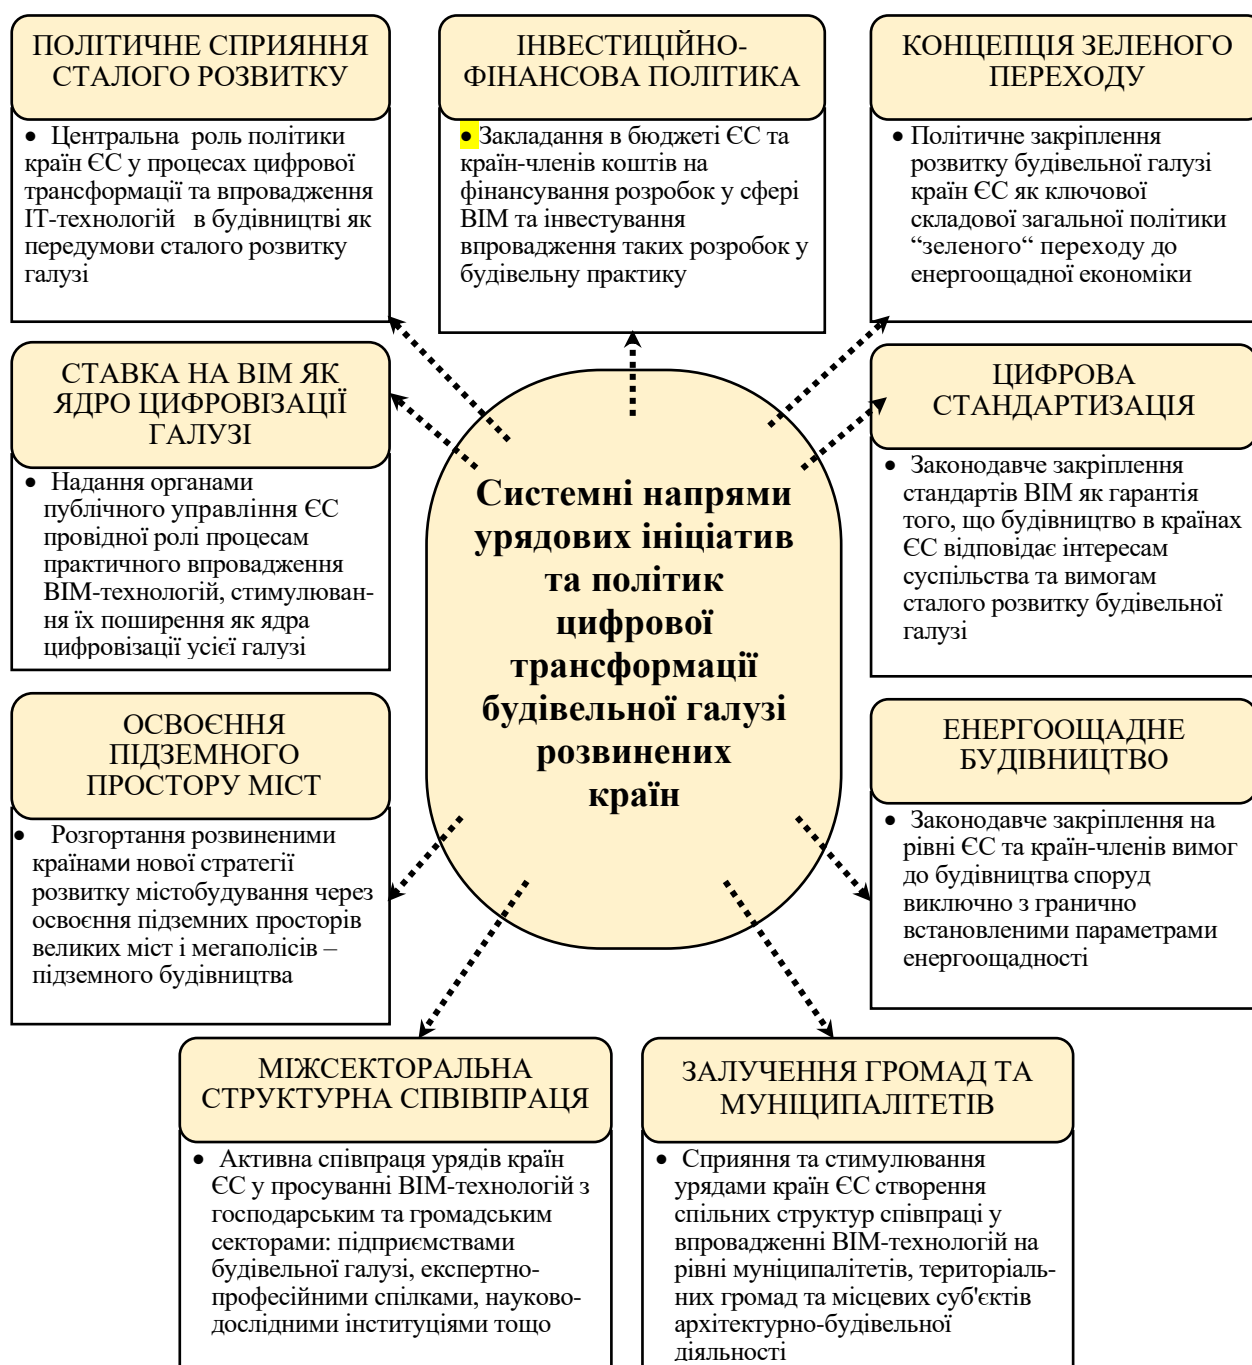 ПОЛІТИЧНЕ СПРИЯННЯ
СТАЛОГО РОЗВИТКУ
• Центральна роль політики
країн ЄС у процесах цифрової
трансформації та впровадження
ІТ-технологій в будівництві як
передумови сталого розвитку
галузі
ІНВЕСТИЦІЙНО-
ФІНАНСОВА ПОЛІТИКА
• Закладання в бюджеті ЄС та
країн-членів коштів на
фінансування розробок у сфері
BIM та інвестування
впровадження таких розробок у
будівельну практику
КОНЦЕПЦІЯ ЗЕЛЕНОГО
ПЕРЕХОДУ
• Політичне закріплення
розвитку будівельної галузі
країн ЄС як ключової
складової загальної політики
“зеленого“ переходу до
енергоощадної економіки
СТАВКА НА BIM ЯК
ЯДРО ЦИФРОВІЗАЦІЇ
ГАЛУЗІ
• Надання органами
публічного управління ЄС
провідної ролі процесам
практичного впровадження
BIM-технологій, стимулюван-
ня їх поширення як ядра
цифровізації усієї галузі
Системні напрями
урядових ініціатив
та політик
цифрової
трансформації
будівельної галузі
розвинених
країн
ЦИФРОВА
СТАНДАРТИЗАЦІЯ
• Законодавче закріплення
стандартів BIM як гарантія
того, що будівництво в країнах
ЄС відповідає інтересам
суспільства та вимогам
сталого розвитку будівельної
галузі
ОСВОЄННЯ
ПІДЗЕМНОГО
ПРОСТОРУ МІСТ
• Розгортання розвиненими
країнами нової стратегії
розвитку містобудування через
освоєння підземних просторів
великих міст і мегаполісів –
підземного будівництва
ЕНЕРГООЩАДНЕ
БУДІВНИЦТВО
• Законодавче закріплення на
рівні ЄС та країн-членів вимог
до будівництва споруд
виключно з гранично
встановленими параметрами
енергоощадності
МІЖСЕКТОРАЛЬНА
СТРУКТУРНА СПВІВПРАЦЯ
• Активна співпраця урядів країн
ЄС у просуванні BIM-технологій з
господарським та громадським
секторами: підприємствами
будівельної галузі, експертно-
професійними спілками, науково-
дослідними інституціями тощо
ЗАЛУЧЕННЯ ГРОМАД ТА
МУНІЦИПАЛІТЕТІВ
• Сприяння та стимулювання
урядами країн ЄС створення
спільних структур співпраці у
впровадженні BIM-технологій на
рівні муніципалітетів, територіаль-
них громад та місцевих суб'єктів
архітектурно-будівельної
діяльності